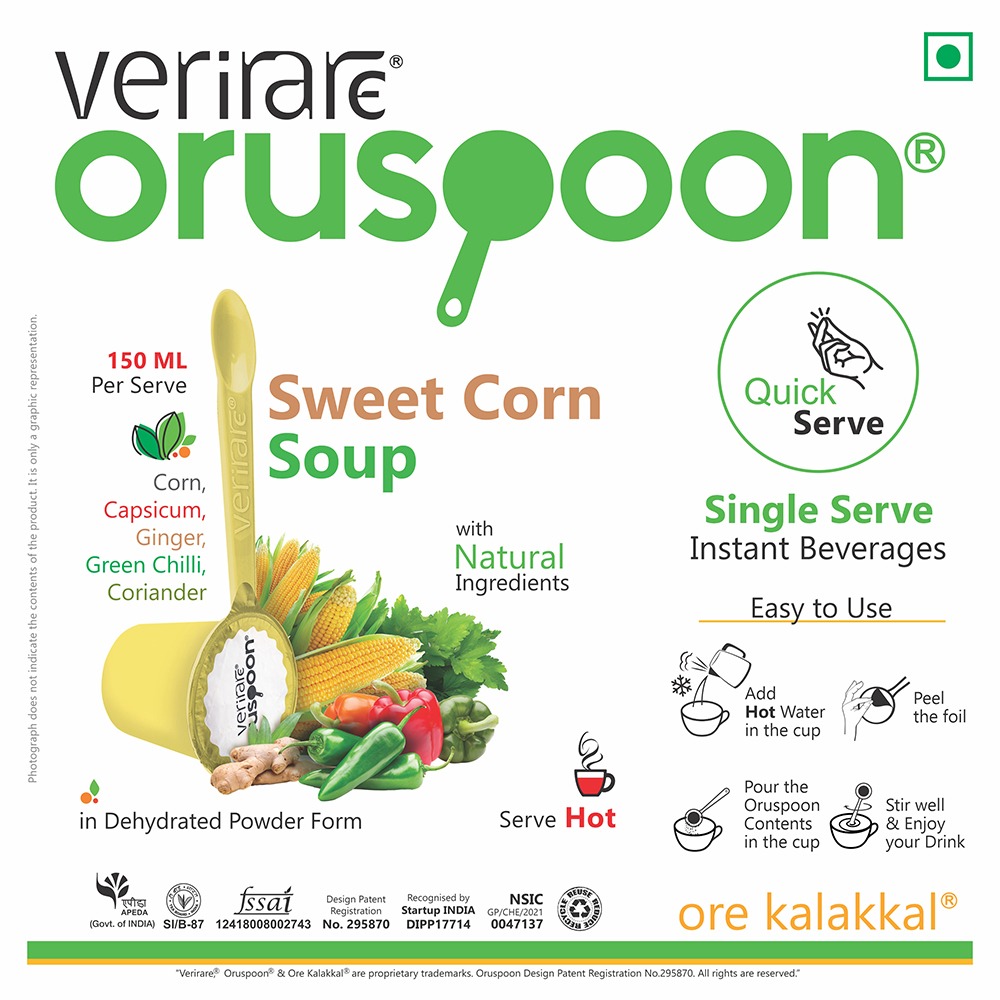 verirare®
oruspoon®
150 ML
Per Serve
Corn,
Capsicum,
Ginger,
Green Chilli,
Coriander
verirare®
Sweet Corn
Soup
with
Natural
Ingredients
verirare®
uspoon®
in Dehydrated Powder Form
Serve Hot
Quick
Serve
Single Serve
Instant Beverages
Easy to Use
Add
Hot Water
in the cup
Peel
the foil
Pour the
Oruspoon
Contents
in the cup
Stir well
& Enjoy
your Drink
Photograph does not indicate the contents of the product. It is only a graphic representation.
एपीडा
APEDA
(Govt. of INDIA)
SI/B-87
fssai
12418008002743
Design Patent
Registration
No. 295870
Recognised by
Startup INDIA
DIPP17714
NSIC
GP/CHE/2021
0047137
REUSE REDUCE RECYCLE
ore kalakkal®
"Verirare® Oruspoon® & Ore Kalakkal® are proprietary trademarks. Oruspoon Design Patent Registration No.295870. All rights are reserved."